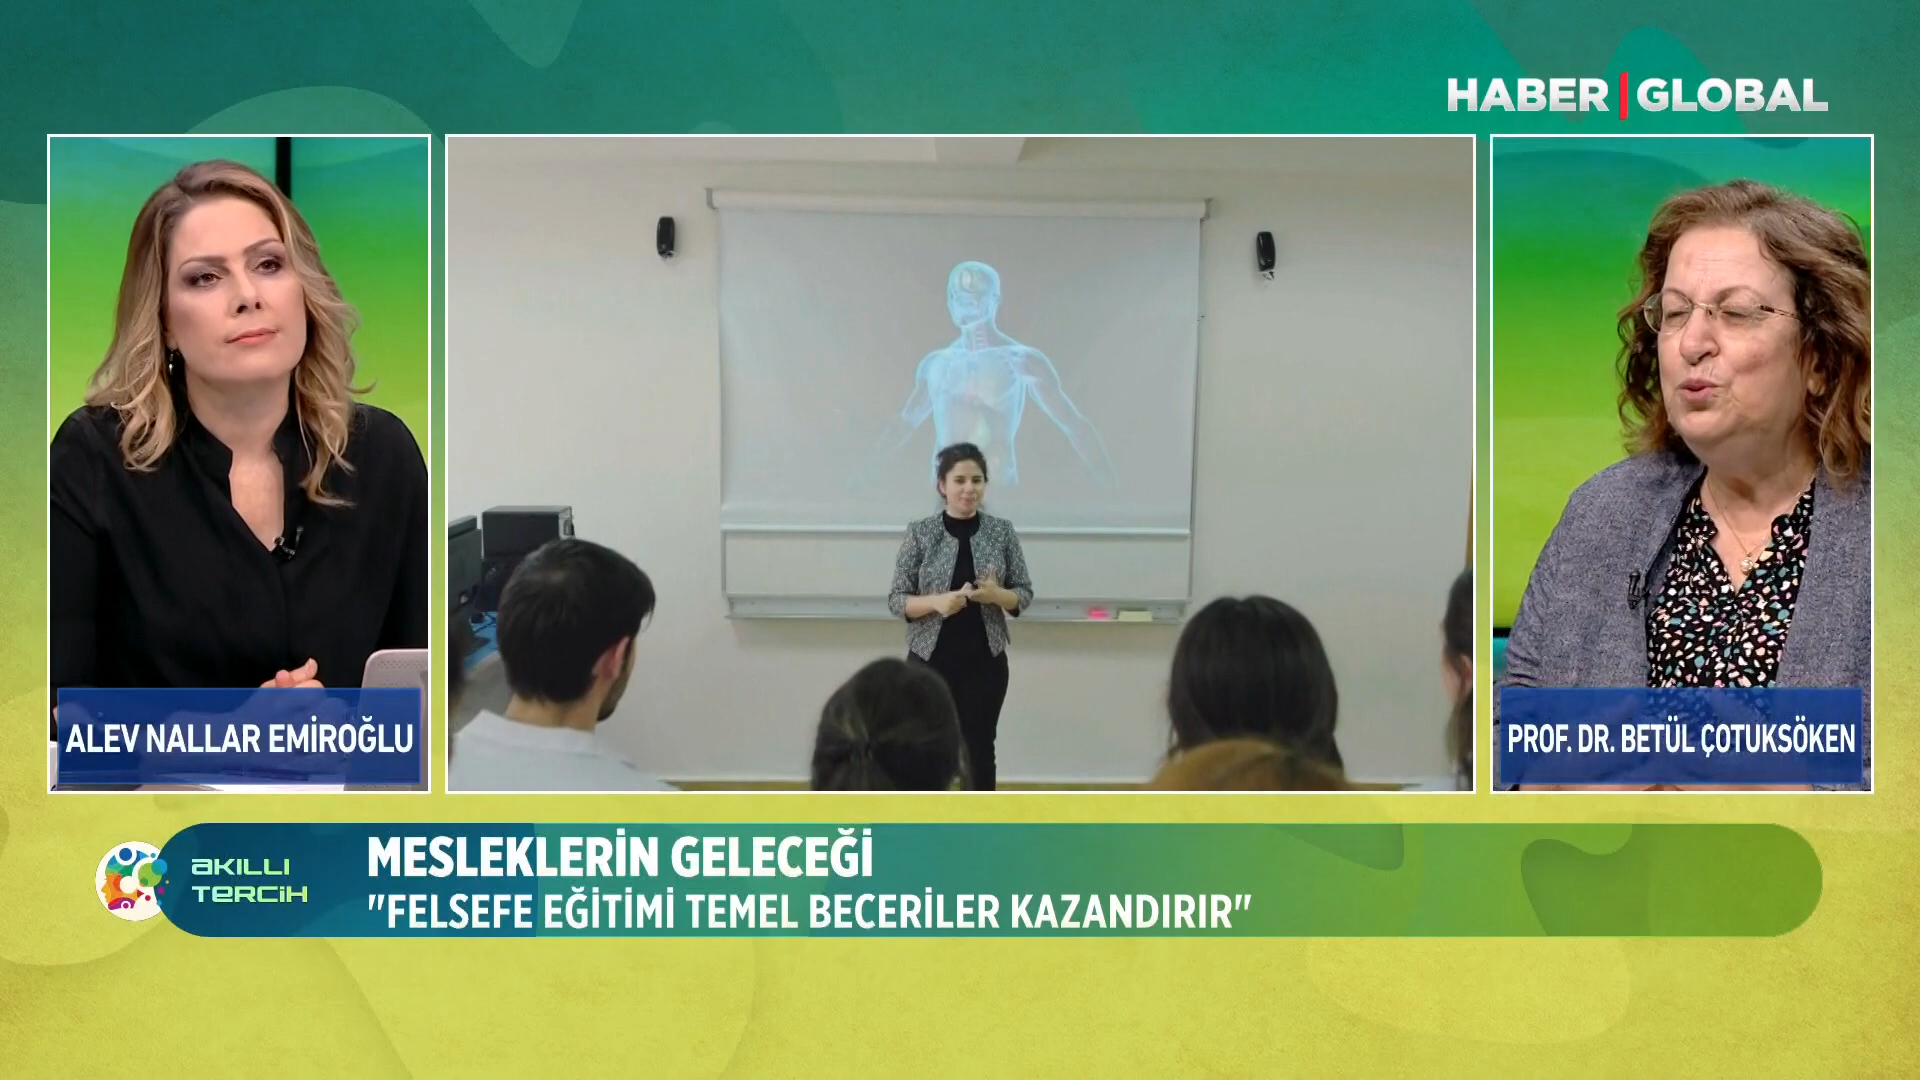 HABER GLOBAL
ALEV NALLAR EMİROĞLU
PROF. DR. BETÜL ÇOTUKSÖKEN
AKILLI
TERCİH
MESLEKLERİN GELECEĞİ
"FELSEFE EĞİTİMİ TEMEL BECERİLER KAZANDIRIR"